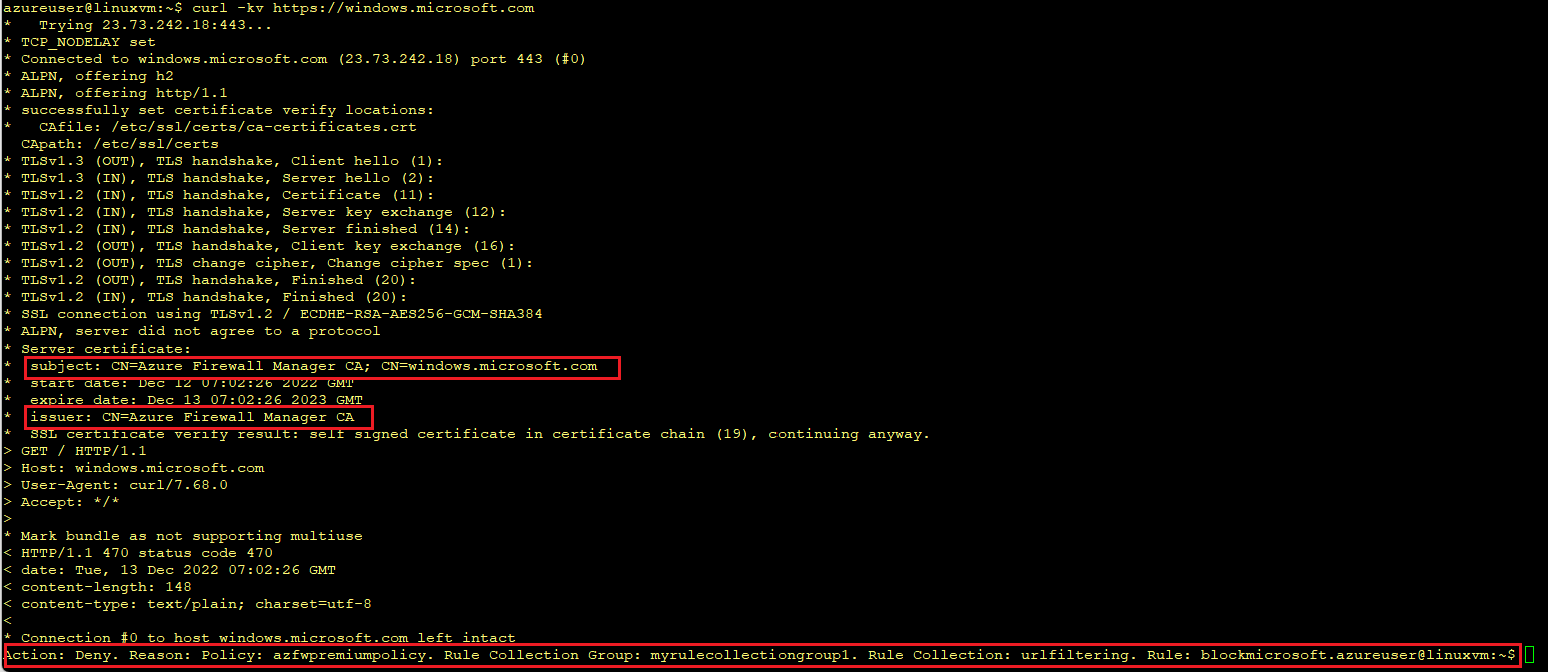 azureuser@linuxvm:~$ curl -kv https://windows.microsoft.com
*   Trying 23.73.242.18:443...
* TCP_NODELAY set
* Connected to windows.microsoft.com (23.73.242.18) port 443 (#0)
* ALPN, offering h2
* ALPN, offering http/1.1
* successfully set certificate verify locations:
*   CAfile: /etc/ssl/certs/ca-certificates.crt
  CApath: /etc/ssl/certs
* TLSv1.3 (OUT), TLS handshake, Client hello (1):
* TLSv1.3 (IN), TLS handshake, Server hello (2):
* TLSv1.2 (IN), TLS handshake, Certificate (11):
* TLSv1.2 (IN), TLS handshake, Server key exchange (12):
* TLSv1.2 (IN), TLS handshake, Server finished (14):
* TLSv1.2 (OUT), TLS handshake, Client key exchange (16):
* TLSv1.2 (OUT), TLS change cipher, Change cipher spec (1):
* TLSv1.2 (OUT), TLS handshake, Finished (20):
* TLSv1.2 (IN), TLS handshake, Finished (20):
* SSL connection using TLSv1.2 / ECDHE-RSA-AES256-GCM-SHA384
* ALPN, server did not agree to a protocol
* Server certificate:
*  subject: CN=Azure Firewall Manager CA; CN=windows.microsoft.com
*  start date: Dec 12 07:02:26 2022 GMT
*  expire date: Dec 13 07:02:26 2023 GMT
*  issuer: CN=Azure Firewall Manager CA
*  SSL certificate verify result: self signed certificate in certificate chain (19), continuing anyway.
> GET / HTTP/1.1
> Host: windows.microsoft.com
> User-Agent: curl/7.68.0
> Accept: */*
>
* Mark bundle as not supporting multiuse
< HTTP/1.1 470 status code 470
< date: Tue, 13 Dec 2022 07:02:26 GMT
< content-length: 148
< content-type: text/plain; charset=utf-8
<
* Connection #0 to host windows.microsoft.com left intact
Action: Deny. Reason: Policy: azfwpremiumpolicy. Rule Collection Group: myrulecollectiongroup1. Rule Collection: urlfiltering. Rule: blockmicrosoft.azureuser@linuxvm:~$